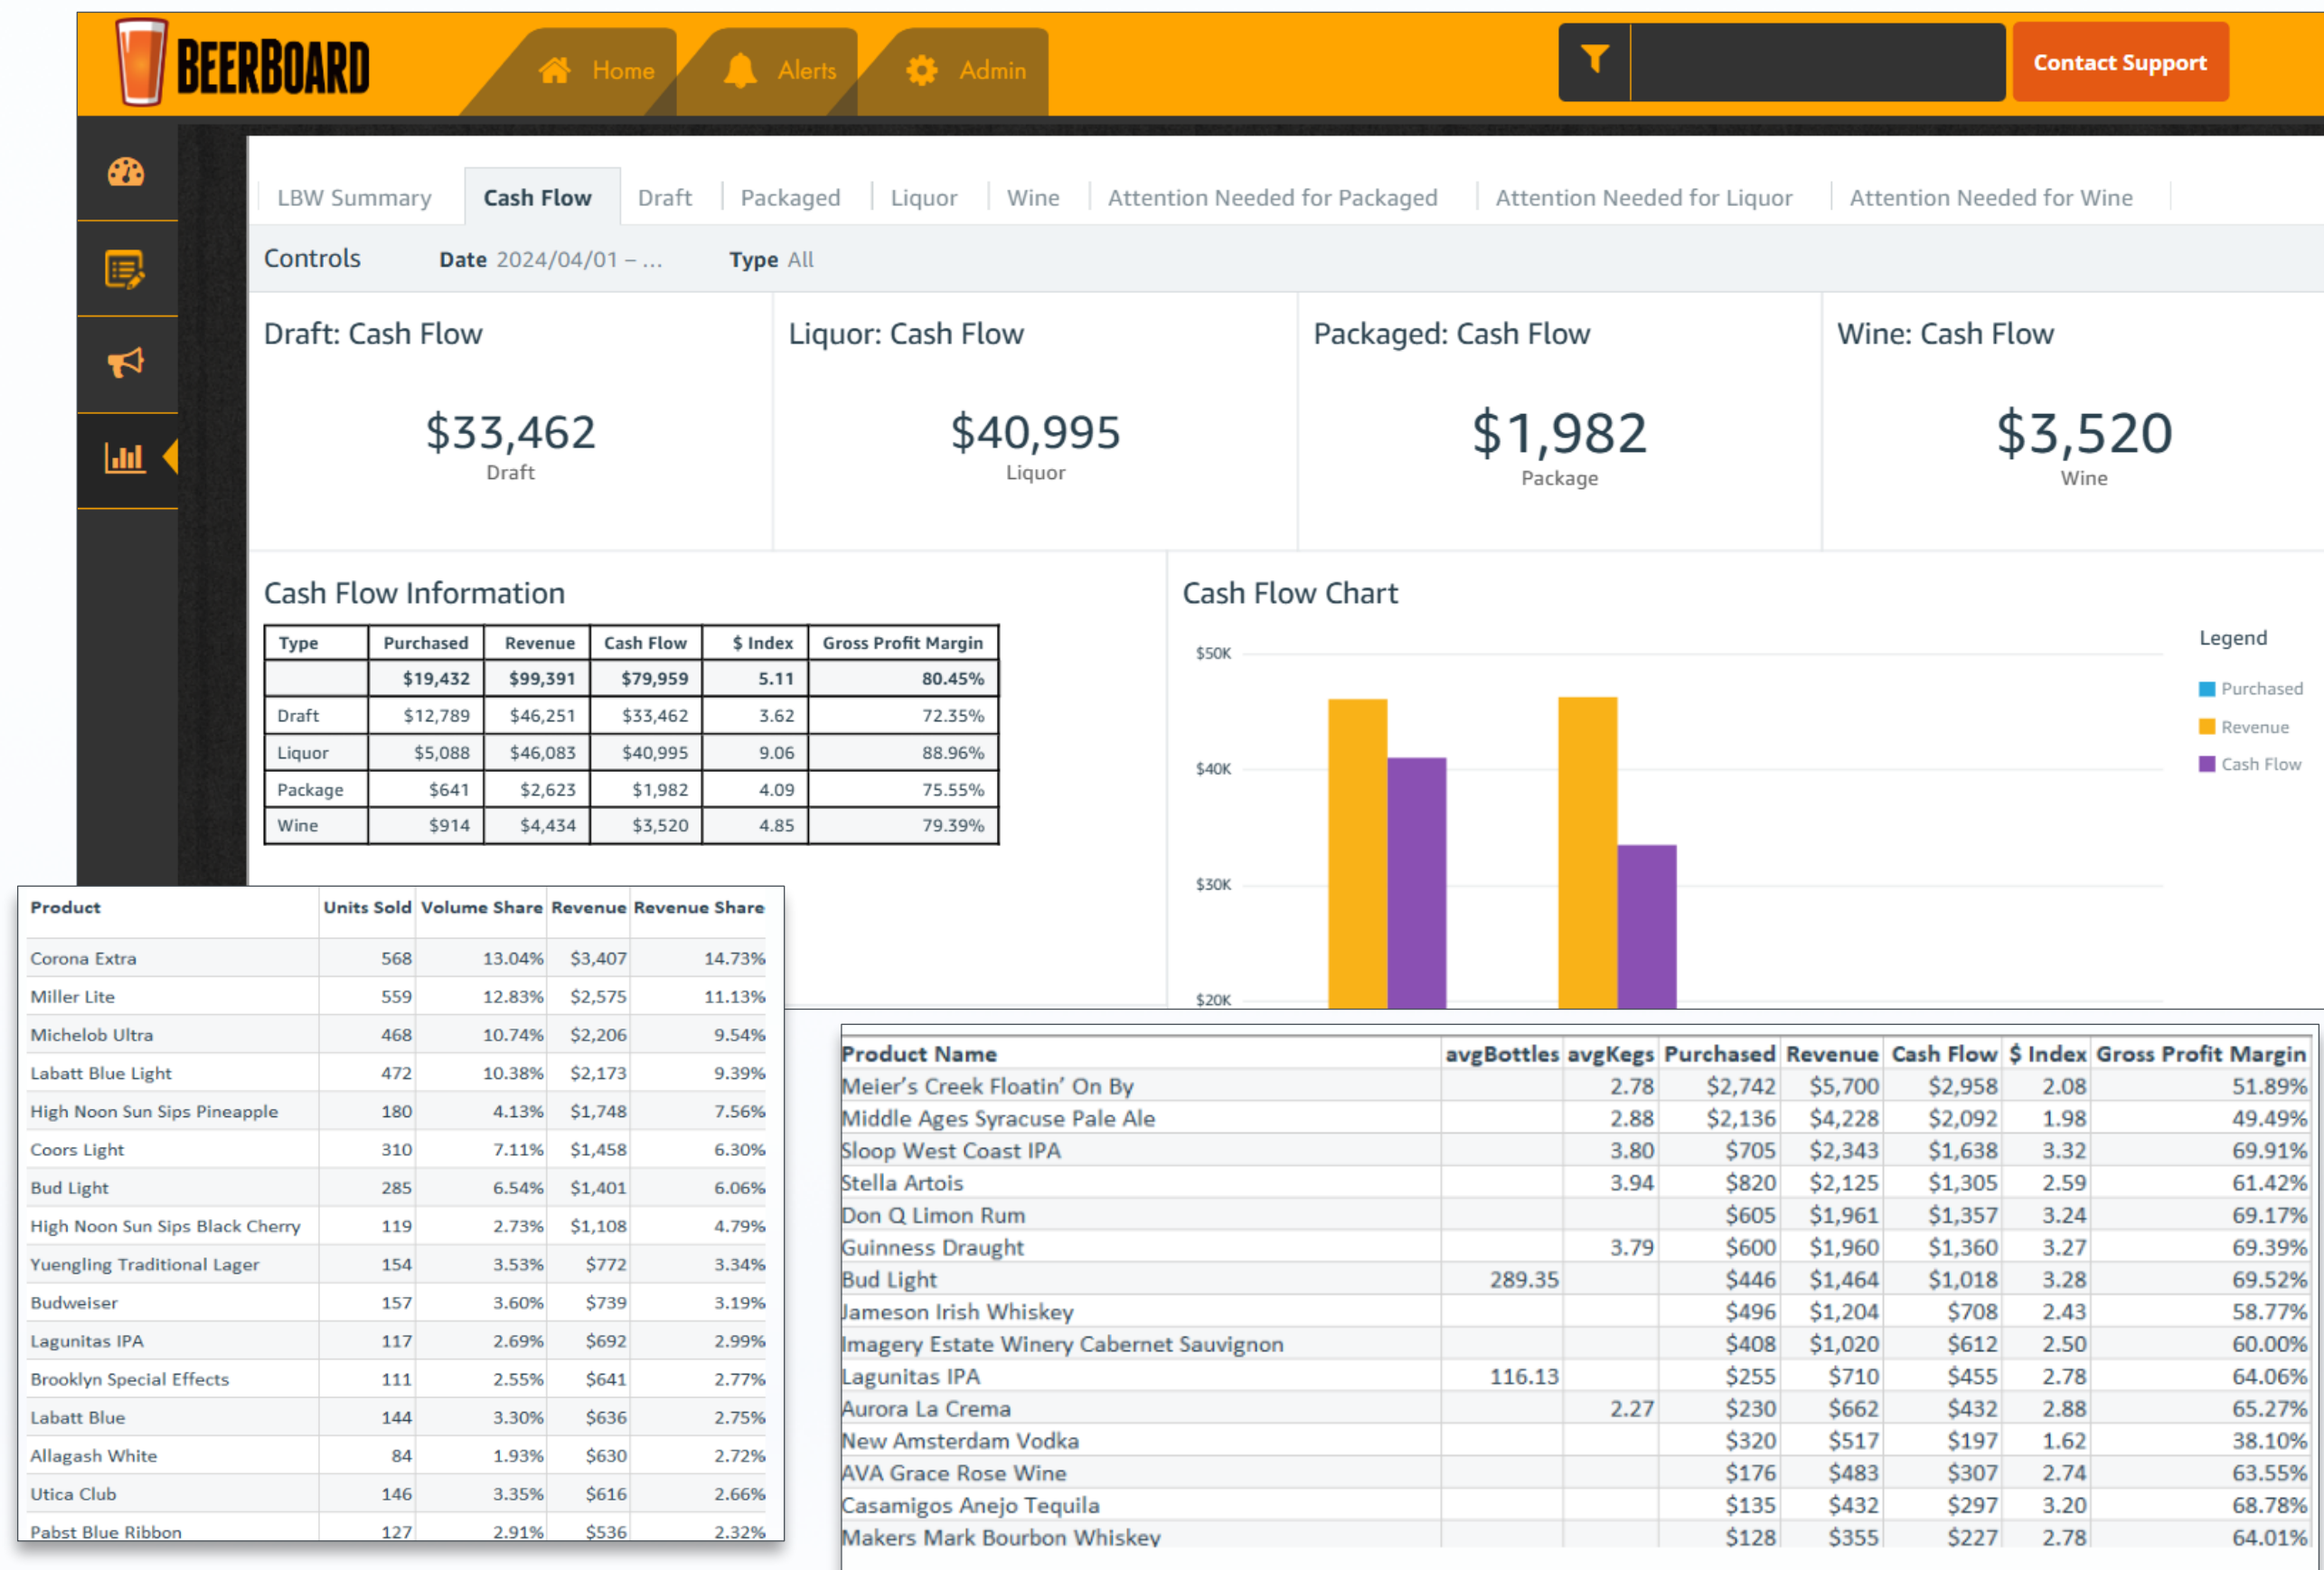 BEERBOARD
Home
Alerts
Admin
Contact Support
LBW Summary
Cash Flow
Draft
Packaged
Liquor
Wine
Attention Needed for Packaged
Attention Needed for Liquor
Attention Needed for Wine
Controls
Date 2024/04/01 – ...
Type All
Draft: Cash Flow
$33,462
Draft
Liquor: Cash Flow
$40,995
Liquor
Packaged: Cash Flow
$1,982
Package
Wine: Cash Flow
$3,520
Wine
Cash Flow Information
Type Purchased Revenue Cash Flow $ Index Gross Profit Margin
$19,432 $99,391 $79,959 5.11 80.45%
Draft $12,789 $46,251 $33,462 3.62 72.35%
Liquor $5,088 $46,083 $40,995 9.06 88.96%
Package $641 $2,623 $1,982 4.09 75.55%
Wine $914 $4,434 $3,520 4.85 79.39%
Cash Flow Chart
$50K
$40K
$30K
$20K
Legend
Purchased
Revenue
Cash Flow
Product Units Sold Volume Share Revenue Revenue Share
Corona Extra 568 13.04% $3,407 14.73%
Miller Lite 559 12.83% $2,575 11.13%
Michelob Ultra 468 10.74% $2,206 9.54%
Labatt Blue Light 472 10.38% $2,173 9.39%
High Noon Sun Sips Pineapple 180 4.13% $1,748 7.56%
Coors Light 310 7.11% $1,458 6.30%
Bud Light 285 6.54% $1,401 6.06%
High Noon Sun Sips Black Cherry 119 2.73% $1,108 4.79%
Yuengling Traditional Lager 154 3.53% $772 3.34%
Budweiser 157 3.60% $739 3.19%
Lagunitas IPA 117 2.69% $692 2.99%
Brooklyn Special Effects 111 2.55% $641 2.77%
Labatt Blue 144 3.30% $636 2.75%
Allagash White 84 1.93% $630 2.72%
Utica Club 146 3.35% $616 2.66%
Pabst Blue Ribbon 127 2.91% $536 2.32%
Product Name avgBottles avgKegs Purchased Revenue Cash Flow $ Index Gross Profit Margin
Meier's Creek Floatin' On By 2.78 $2,742 $5,700 $2,958 2.08 51.89%
Middle Ages Syracuse Pale Ale 2.88 $2,136 $4,228 $2,092 1.98 49.49%
Sloop West Coast IPA 3.80 $705 $2,343 $1,638 3.32 69.91%
Stella Artois 3.94 $820 $2,125 $1,305 2.59 61.42%
Don Q Limon Rum $605 $1,961 $1,357 3.24 69.17%
Guinness Draught 3.79 $600 $1,960 $1,360 3.27 69.39%
Bud Light 289.35 $446 $1,464 $1,018 3.28 69.52%
Jameson Irish Whiskey $496 $1,204 $708 2.43 58.77%
Imagery Estate Winery Cabernet Sauvignon $408 $1,020 $612 2.50 60.00%
Lagunitas IPA 116.13 $255 $710 $455 2.78 64.06%
Aurora La Crema 2.27 $230 $662 $432 2.88 65.27%
New Amsterdam Vodka $320 $517 $197 1.62 38.10%
AVA Grace Rose Wine $176 $483 $307 2.74 63.55%
Casamigos Anejo Tequila $135 $432 $297 3.20 68.78%
Makers Mark Bourbon Whiskey $128 $355 $227 2.78 64.01%